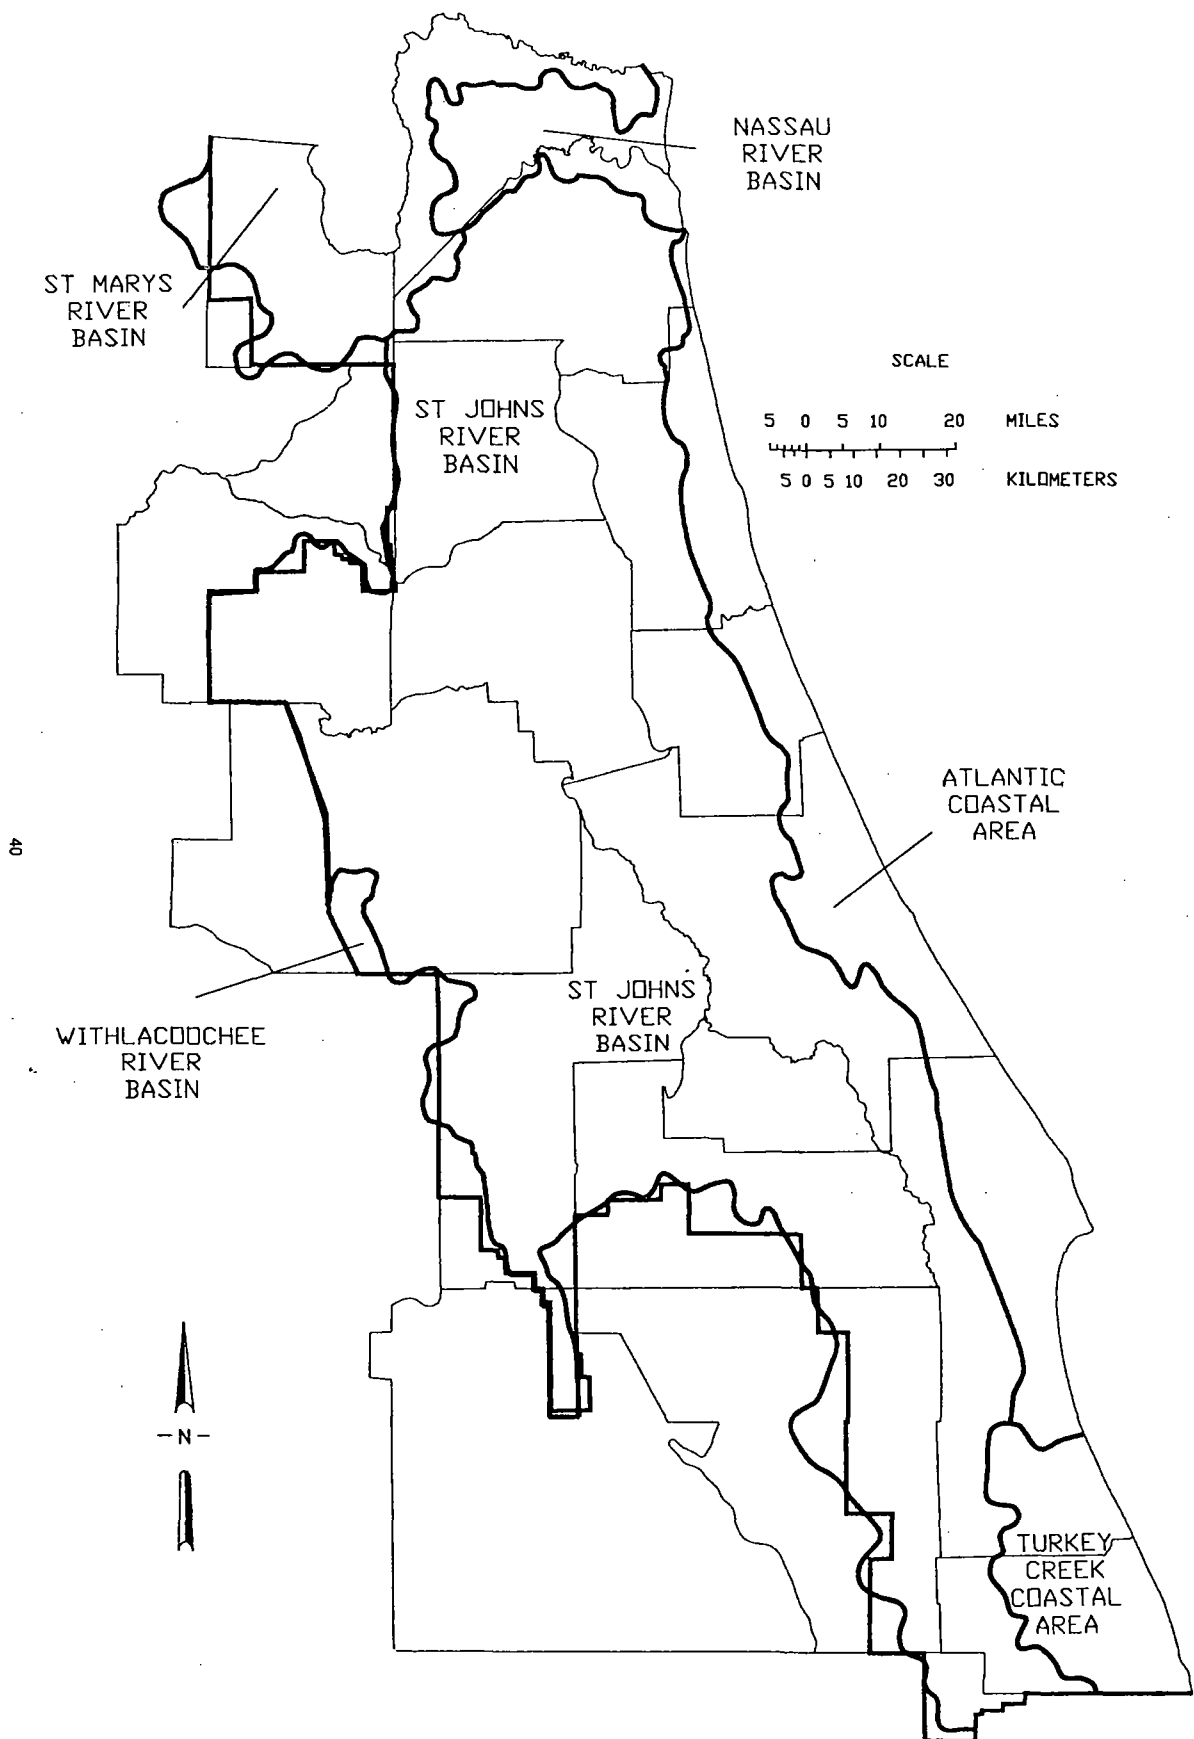 NASSAU
RIVER
BASIN
ST MARYS
RIVER
BASIN
SCALE
5 0 5 10 20 MILES
5 0 5 10 20 30 KILOMETERS
ST JOHNS
RIVER
BASIN
ATLANTIC
COASTAL
AREA
40
ST JOHNS
RIVER
BASIN
WITHLACOOCHEE
RIVER
BASIN
-N-
TURKEY
CREEK
COASTAL
AREA